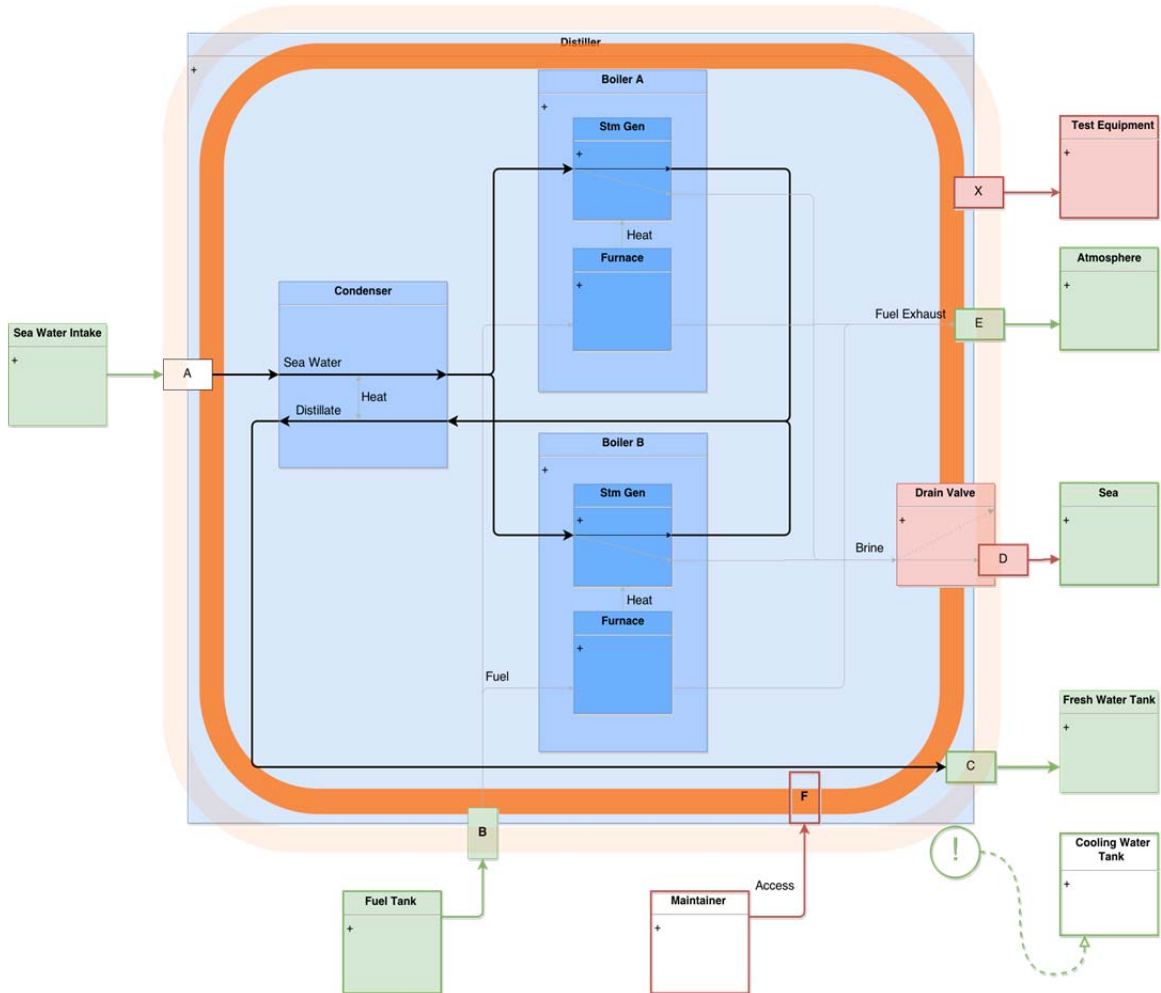 Distiller
+
Boiler A
+
Stm Gen
+
Heat
Furnace
+
Test Equipment
+
X
Atmosphere
+
Fuel Exhaust
E
Condenser
+
Sea Water
Heat
Distillate
Sea Water Intake
+
A
Boiler B
+
Stm Gen
+
Heat
Furnace
+
Drain Valve
+
Brine
D
Sea
+
Fuel
Fresh Water Tank
+
C
F
B
!
Cooling Water
Tank
+
Access
Fuel Tank
+
Maintainer
+